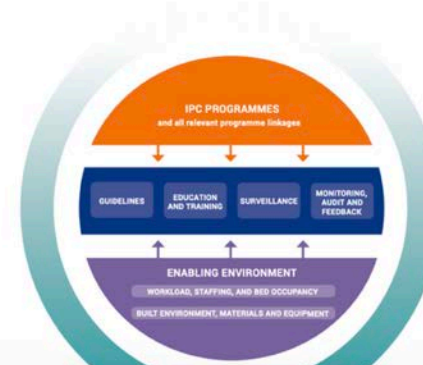 IPC PROGRAMMES
and all relevant programme linkages
GUIDELINES
EDUCATION
AND TRAINING
SURVEILLANCE
MONITORING,
AUDIT AND
FEEDBACK
ENABLING ENVIRONMENT
WORKLOAD, STAFFING, AND BED OCCUPANCY
BUILT ENVIRONMENT, MATERIALS AND EQUIPMENT